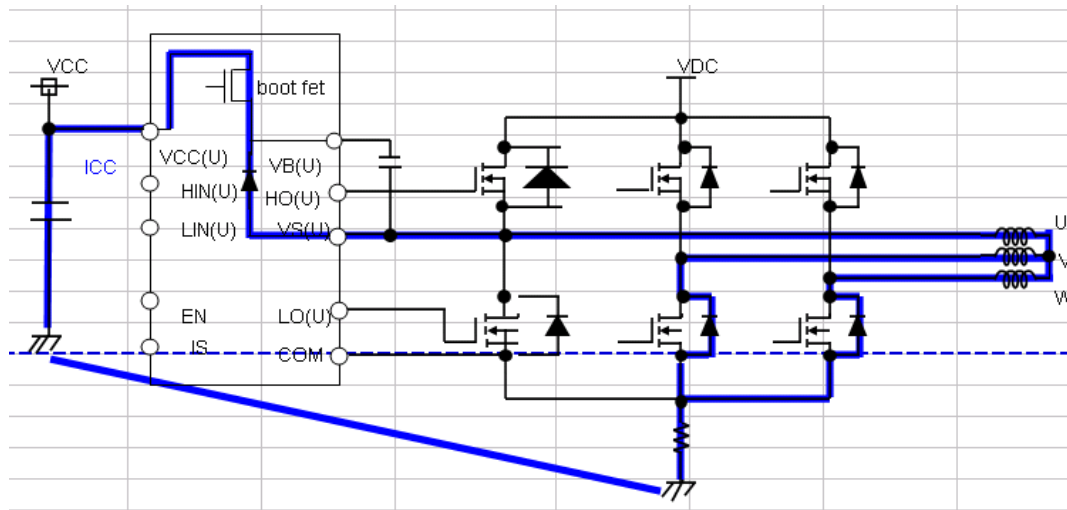 VCC
VDC
boot fet
ICC
VCC(U)
VB(U)
HIN(U)
HO(U)
LIN(U)
VS(U)
U
V
W
EN
LO(U)
IS
COM